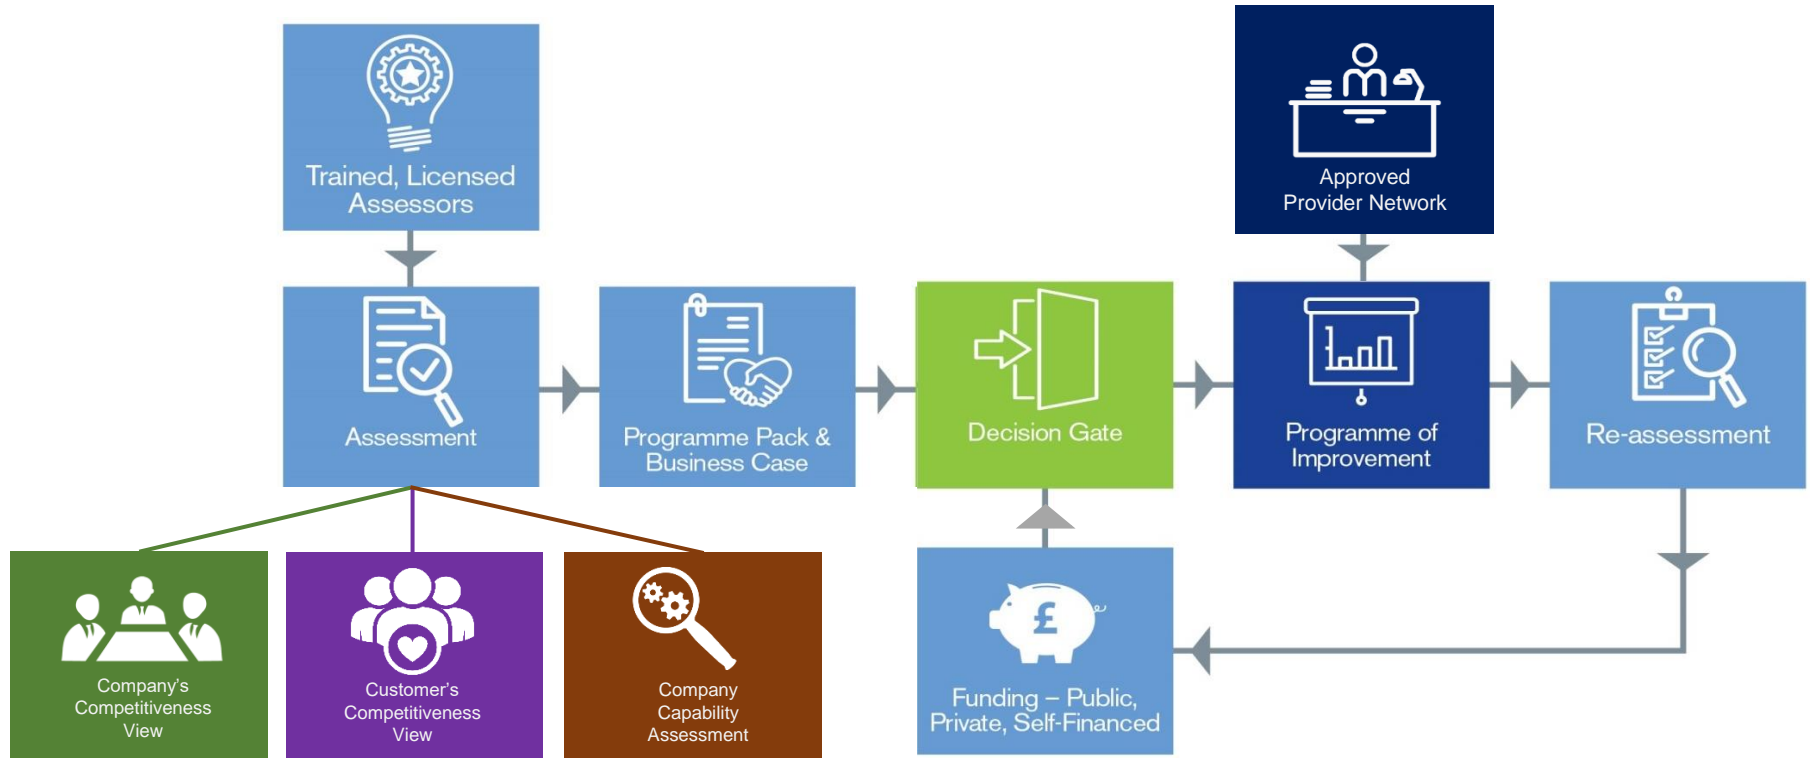 Trained, Licensed
Assessors
Approved
Provider Network
Assessment
Programme Pack &
Business Case
Decision Gate
Programme of
Improvement
Re-assessment
Company’s
Competitiveness
View
Customer’s
Competitiveness
View
Company
Capability
Assessment
£
Funding – Public,
Private, Self-Financed